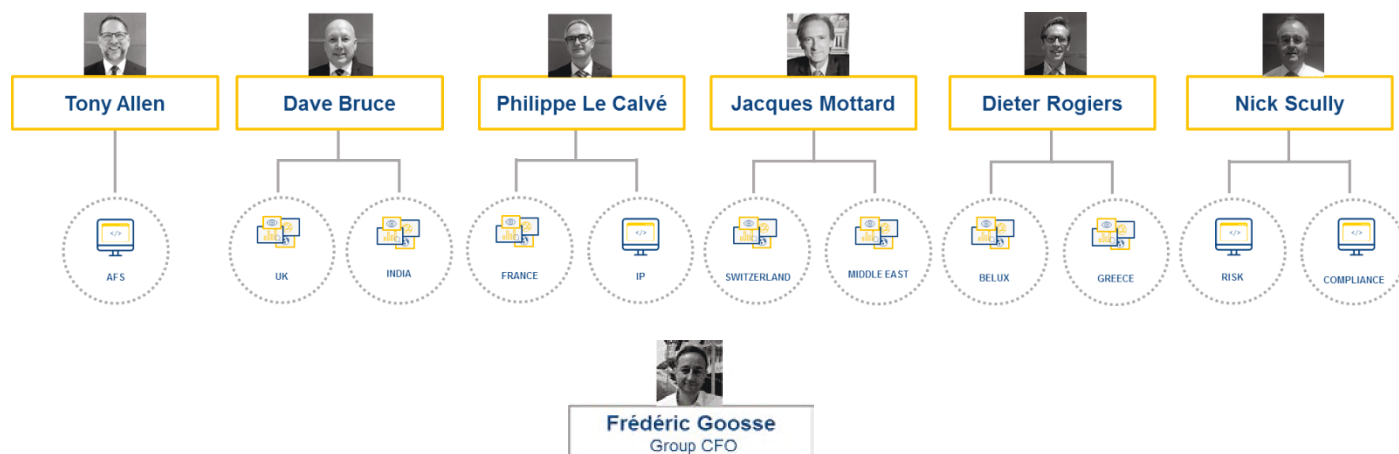 Tony Allen
Dave Bruce
Philippe Le Calvé
Jacques Mottard
Dieter Rogiers
Nick Scully
</>
AFS
UK
INDIA
FRANCE
</>
IP
SWITZERLAND
MIDDLE EAST
BELUX
GREECE
</>
RISK
</>
COMPLIANCE
Frédéric Goosse
Group CFO